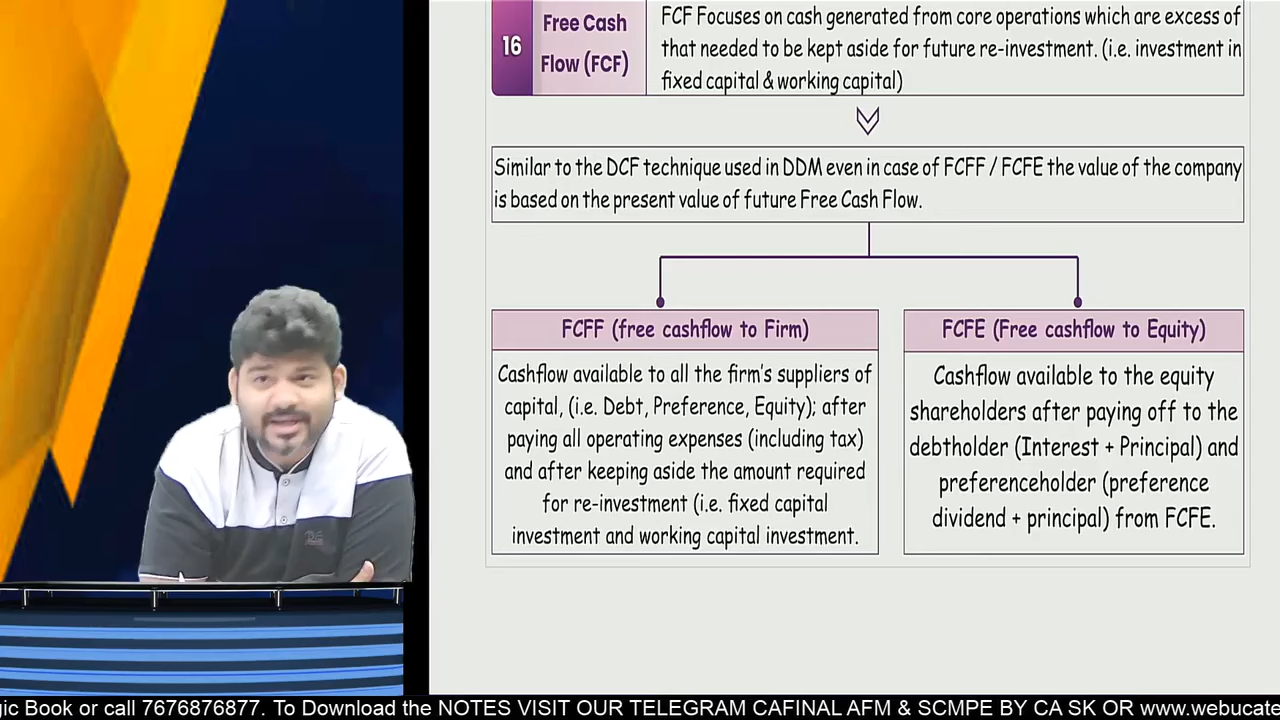 16
Free Cash
Flow (FCF)
FCF Focuses on cash generated from core operations which are excess of
that needed to be kept aside for future re-investment. (i.e. investment in
fixed capital & working capital)
Similar to the DCF technique used in DDM even in case of FCFF / FCFE the value of the company
is based on the present value of future Free Cash Flow.
FCFF (free cashflow to Firm)
Cashflow available to all the firm's suppliers of
capital, (i.e. Debt, Preference, Equity); after
paying all operating expenses (including tax)
and after keeping aside the amount required
for re-investment (i.e. fixed capital
investment and working capital investment.
FCFE (Free cashflow to Equity)
Cashflow available to the equity
shareholders after paying off to the
debtholder (Interest + Principal) and
preferenceholder (preference
dividend + principal) from FCFE.
gic Book or call 7676876877. To Download the NOTES VISIT OUR TELEGRAM CAFINAL AFM & SCMPE BY CA SK OR www.webucate